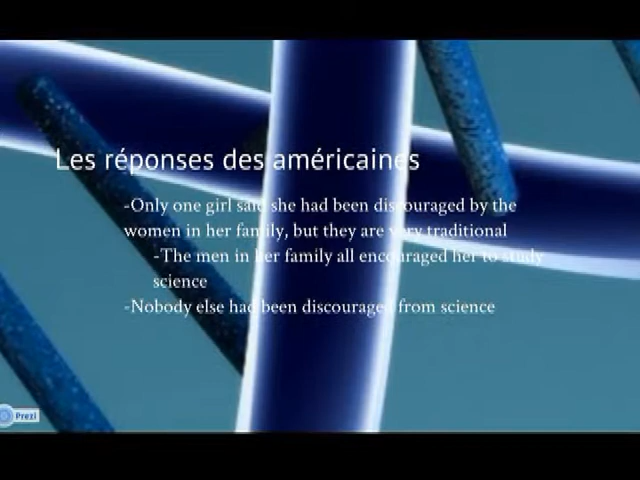 Les réponses des américaines
-Only one girl said she had been discouraged by the
women in her family, but they are very traditional
-The men in her family all encouraged her to study
science
-Nobody else had been discouraged from science
Prezi